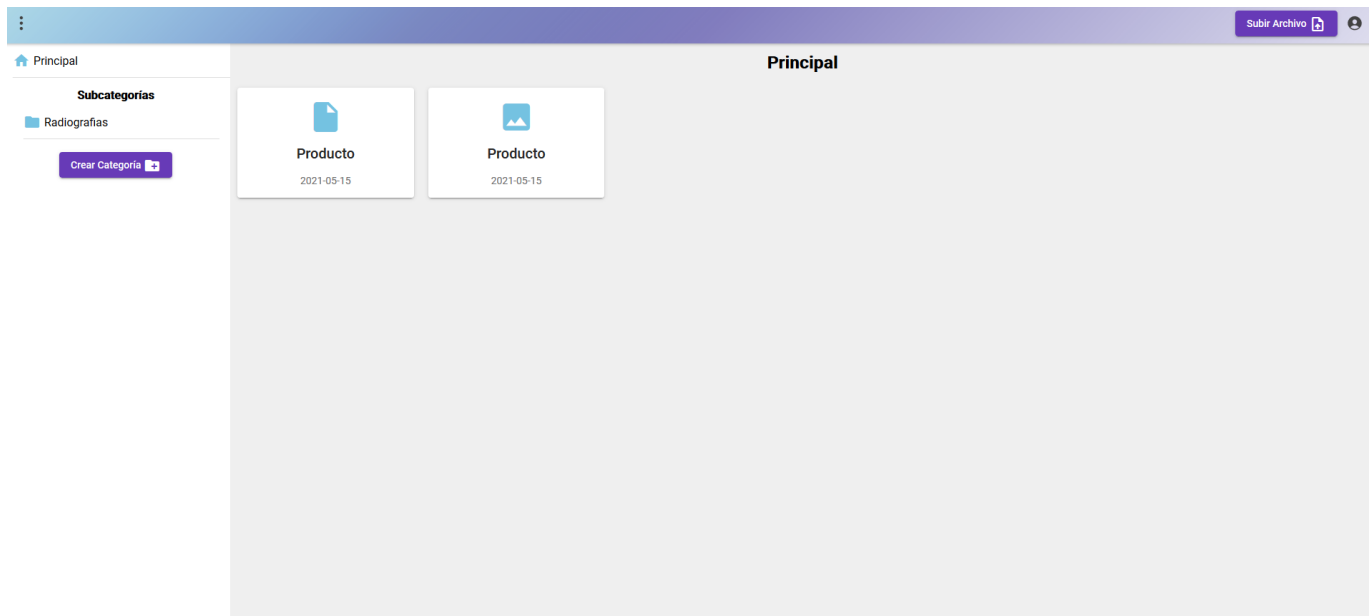 Subir Archivo
Principal
Subcategorías
Radiografias
Crear Categoría
Principal
Producto
2021-05-15
Producto
2021-05-15